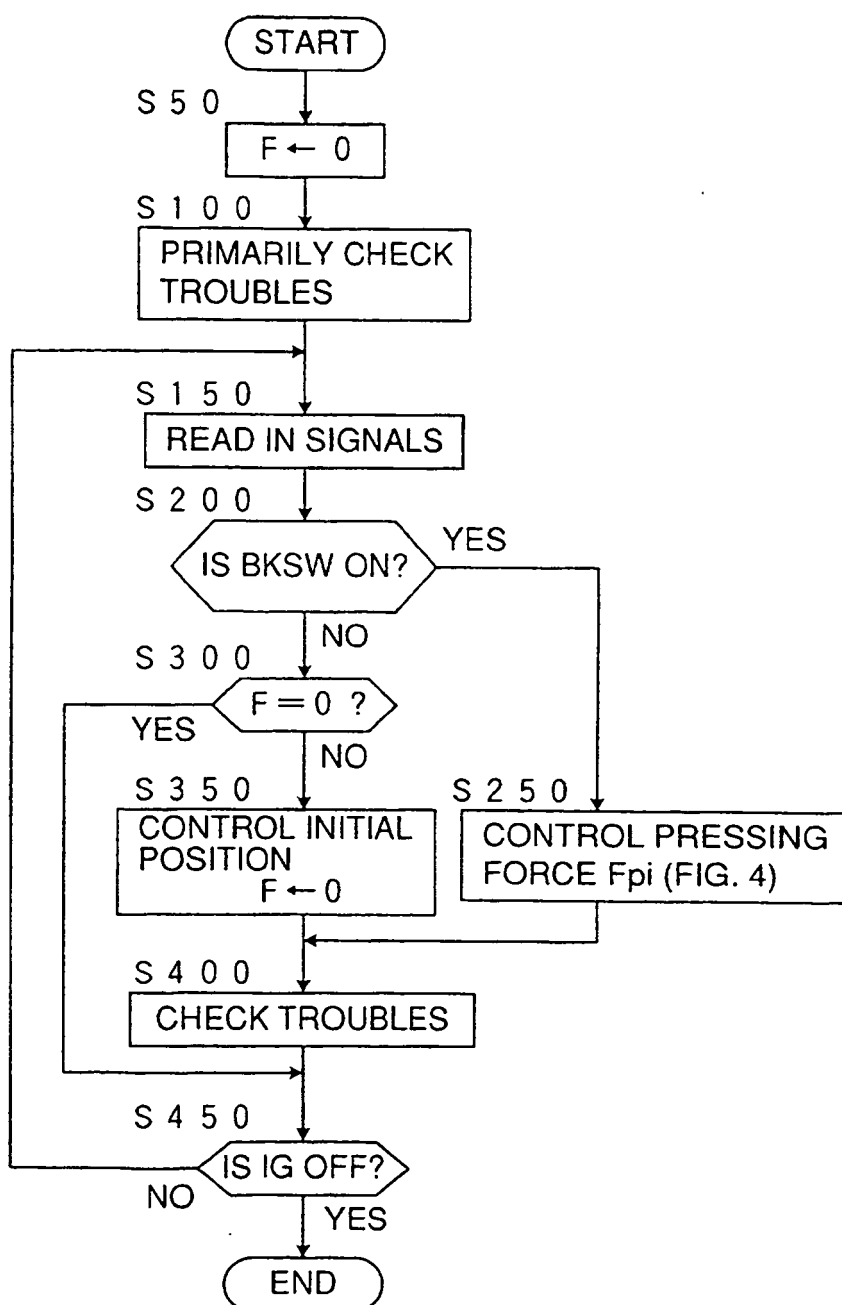 START
S50
F ← 0
S100
PRIMARILY CHECK
TROUBLES
S150
READ IN SIGNALS
S200
IS BKSW ON?
YES
NO
S300
F = 0 ?
YES
NO
S350
CONTROL INITIAL
POSITION
F ← 0
S250
CONTROL PRESSING
FORCE Fpi (FIG. 4)
S400
CHECK TROUBLES
S450
IS IG OFF?
NO
YES
END